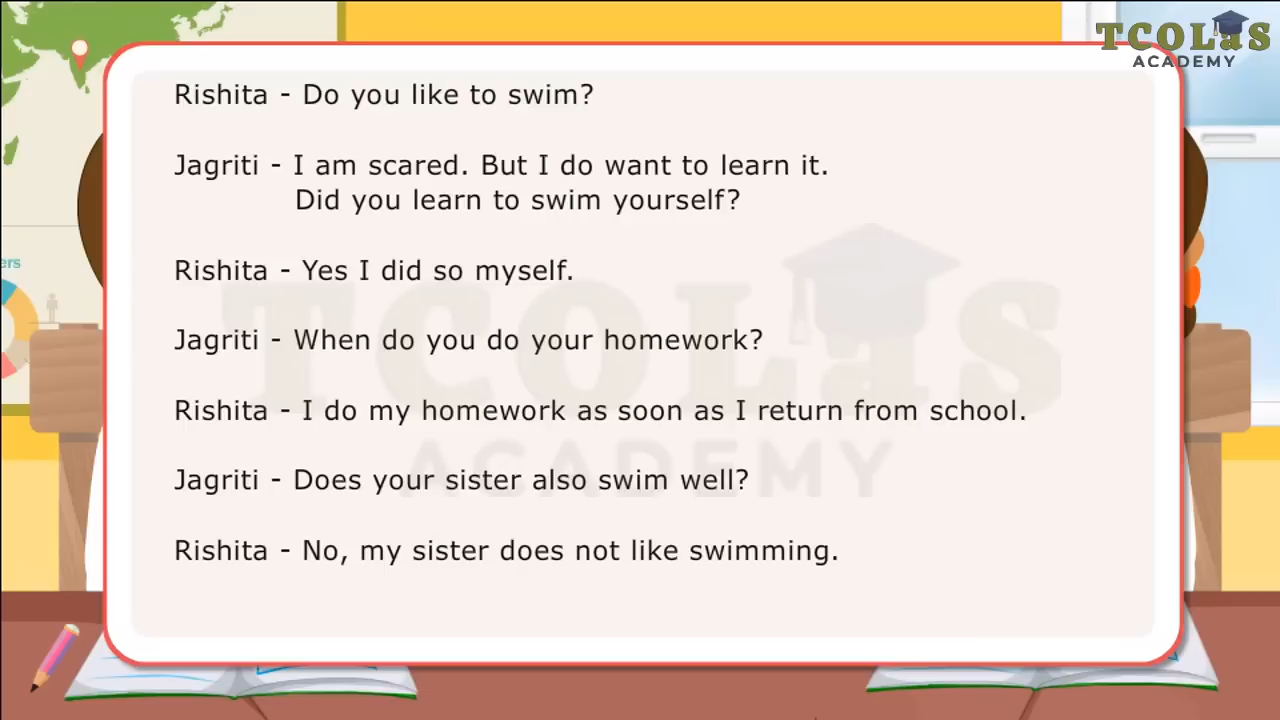 TCOLaS
ACADEMY
Rishita - Do you like to swim?
Jagriti - I am scared. But I do want to learn it.
Did you learn to swim yourself?
Rishita - Yes I did so myself.
Jagriti - When do you do your homework?
Rishita - I do my homework as soon as I return from school.
Jagriti - Does your sister also swim well?
Rishita - No, my sister does not like swimming.
TCOLaS
ACADEMY
ers